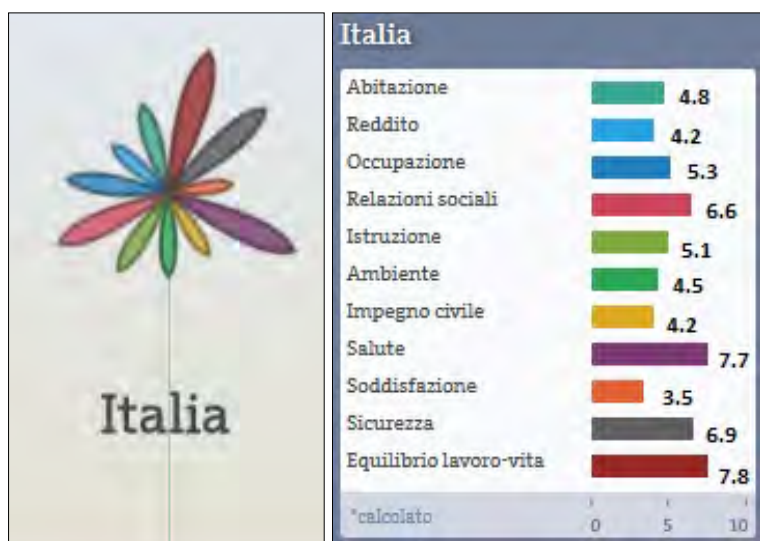 Italia
Italia
Abitazione 4.8
Reddito 4.2
Occupazione 5.3
Relazioni sociali 6.6
Istruzione 5.1
Ambiente 4.5
Impegno civile 4.2
Salute 7.7
Soddisfazione 3.5
Sicurezza 6.9
Equilibrio lavoro-vita 7.8
*calcolato 0 5 10